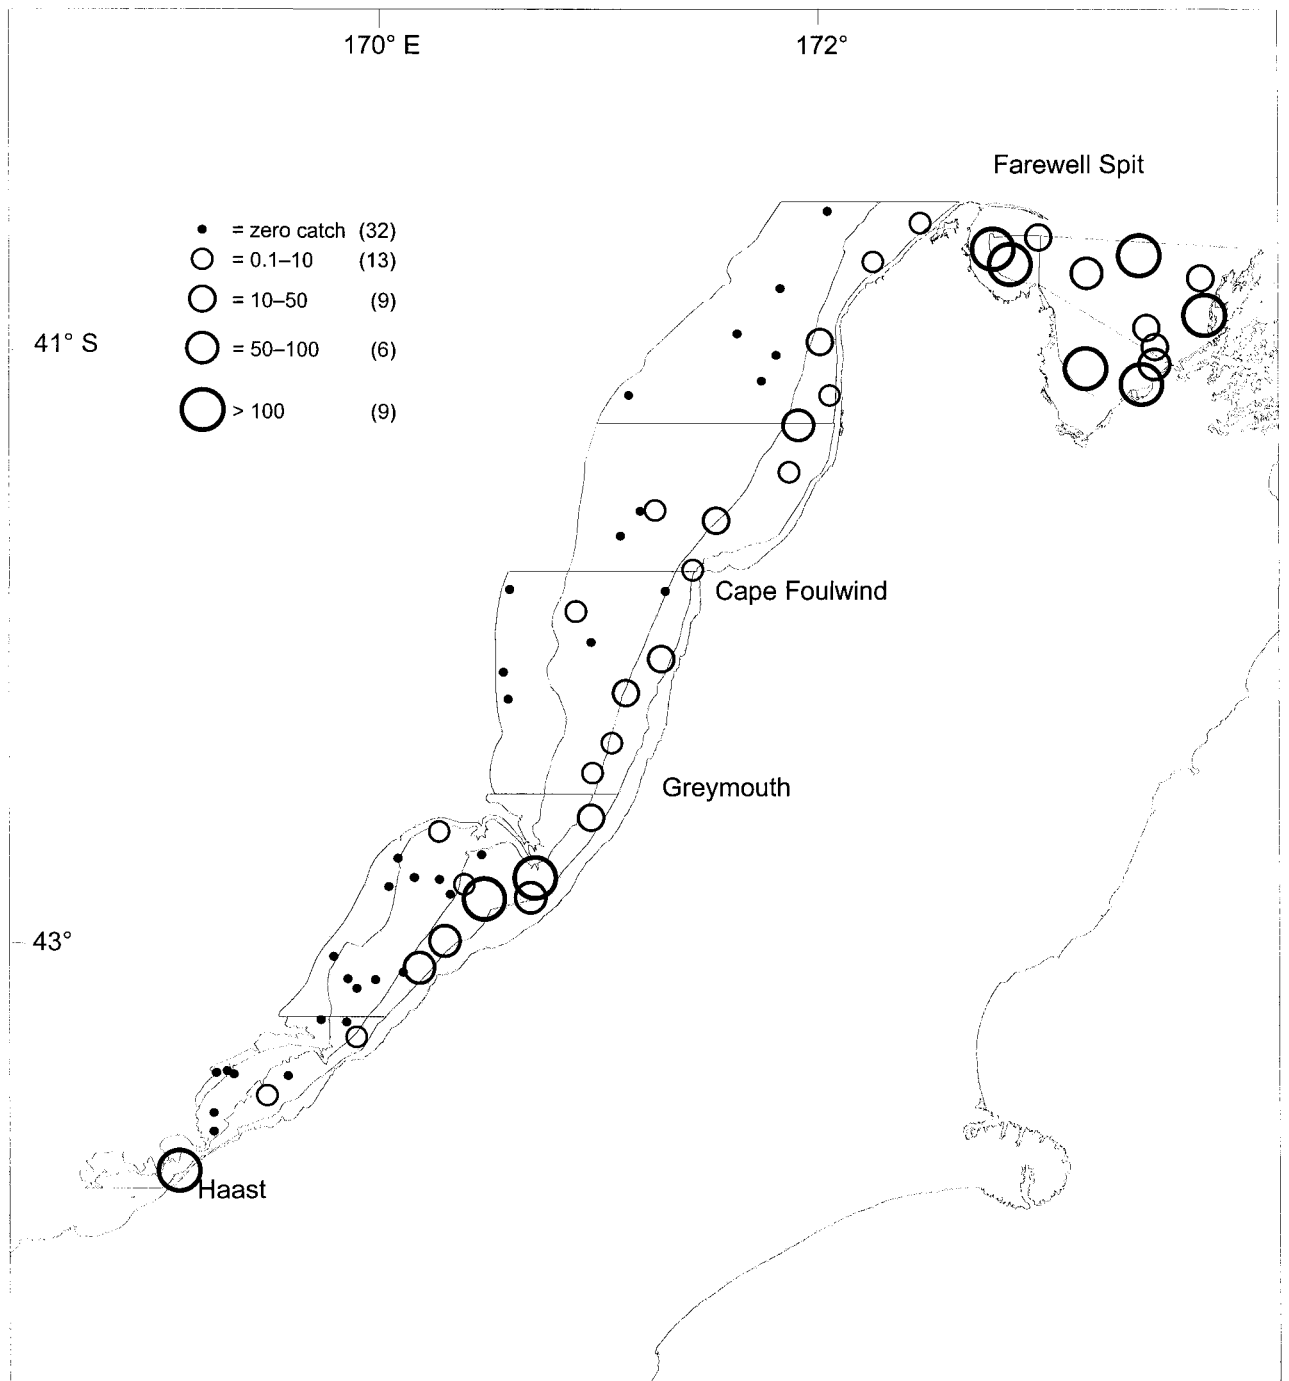 170° E 172°
Farewell Spit
= zero catch (32)
= 0.1–10 (13)
= 10–50 (9)
= 50–100 (6)
> 100 (9)
41° S
Cape Foulwind
Greymouth
43°
Haast